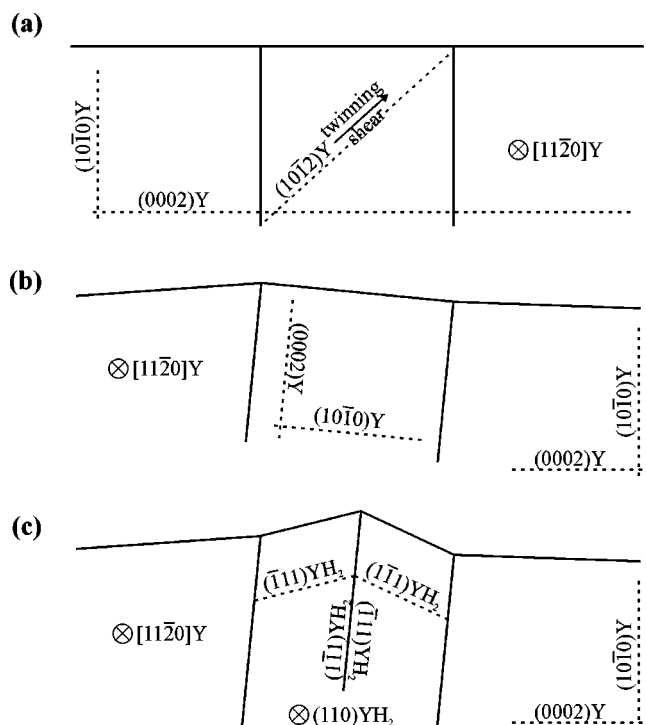 (a)
(101̄0)Y
(0002)Y
(101̄2)Y
twinning
shear
⊗[112̄0]Y
(b)
⊗[112̄0]Y
(0002)Y
(101̄0)Y
(101̄0)Y
(0002)Y
(c)
(1̄11)YH₂
(11̄1)YH₂
⊗[112̄0]Y
(11̄1)YH₂
(1̄11)YH₂
(101̄0)Y
⊗(110)YH₂
(0002)Y